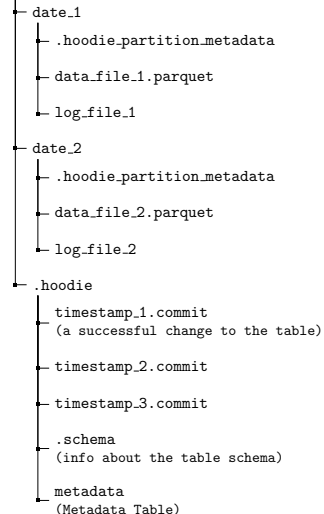 date_1
.hoodie_partition_metadata
data_file_1.parquet
log_file_1
date_2
.hoodie_partition_metadata
data_file_2.parquet
log_file_2
.hoodie
timestamp_1.commit
(a successful change to the table)
timestamp_2.commit
timestamp_3.commit
.schema
(info about the table schema)
metadata
(Metadata Table)